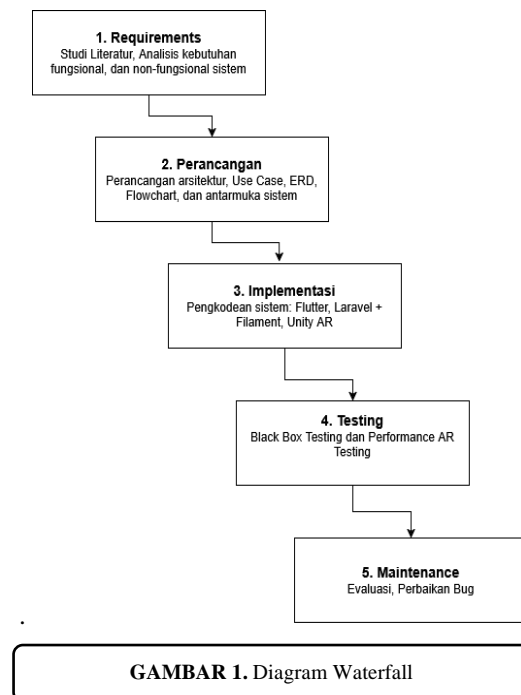 1. Requirements
Studi Literatur, Analisis kebutuhan
fungsional, dan non-fungsional sistem
2. Perancangan
Perancangan arsitektur, Use Case, ERD,
Flowchart, dan antarmuka sistem
3. Implementasi
Pengkodean sistem: Flutter, Laravel +
Filament, Unity AR
4. Testing
Black Box Testing dan Performance AR
Testing
5. Maintenance
Evaluasi, Perbaikan Bug
.
GAMBAR 1. Diagram Waterfall